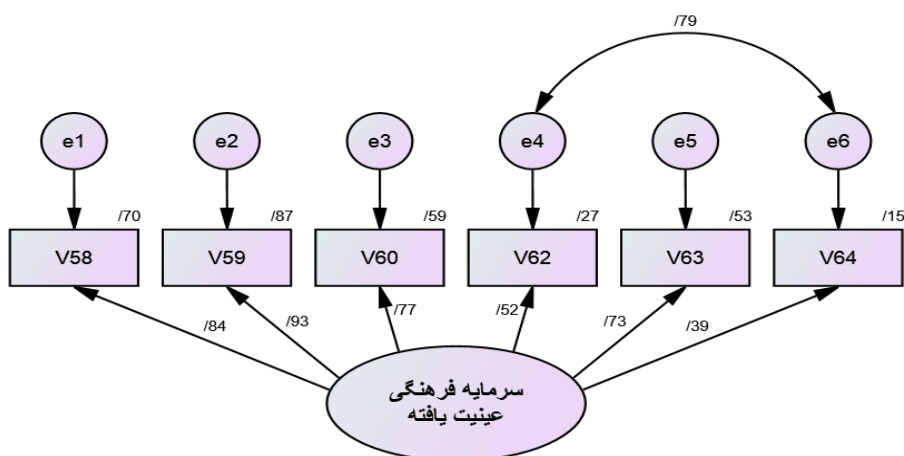 /79
e1 e2 e3 e4 e5 e6
/70 /87 /59 /27 /53 /15
V58 V59 V60 V62 V63 V64
/84 /93 /77 /52 /73 /39
سرمایه فرهنگی
عینیت یافته